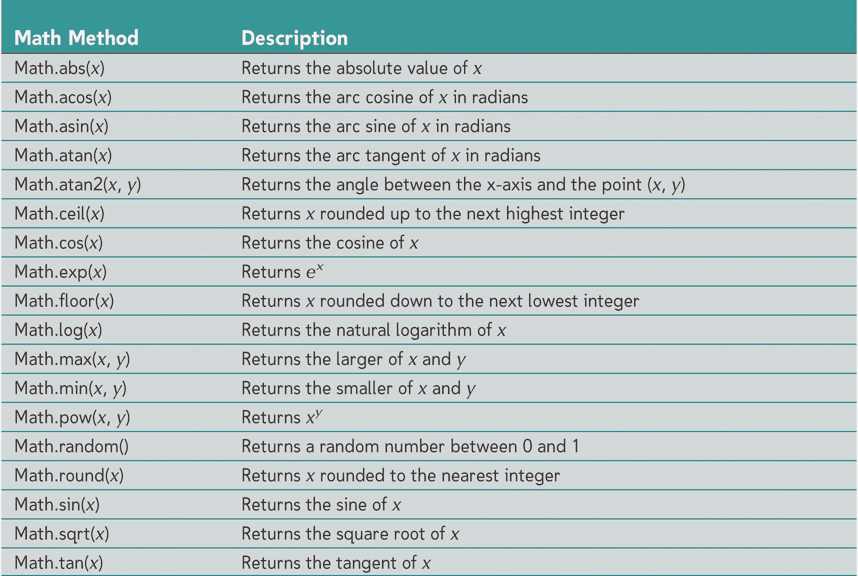 Math Method Description
Math.abs(x) Returns the absolute value of x
Math.acos(x) Returns the arc cosine of x in radians
Math.asin(x) Returns the arc sine of x in radians
Math.atan(x) Returns the arc tangent of x in radians
Math.atan2(x, y) Returns the angle between the x-axis and the point (x, y)
Math.ceil(x) Returns x rounded up to the next highest integer
Math.cos(x) Returns the cosine of x
Math.exp(x) Returns eˣ
Math.floor(x) Returns x rounded down to the next lowest integer
Math.log(x) Returns the natural logarithm of x
Math.max(x, y) Returns the larger of x and y
Math.min(x, y) Returns the smaller of x and y
Math.pow(x, y) Returns xʸ
Math.random() Returns a random number between 0 and 1
Math.round(x) Returns x rounded to the nearest integer
Math.sin(x) Returns the sine of x
Math.sqrt(x) Returns the square root of x
Math.tan(x) Returns the tangent of x